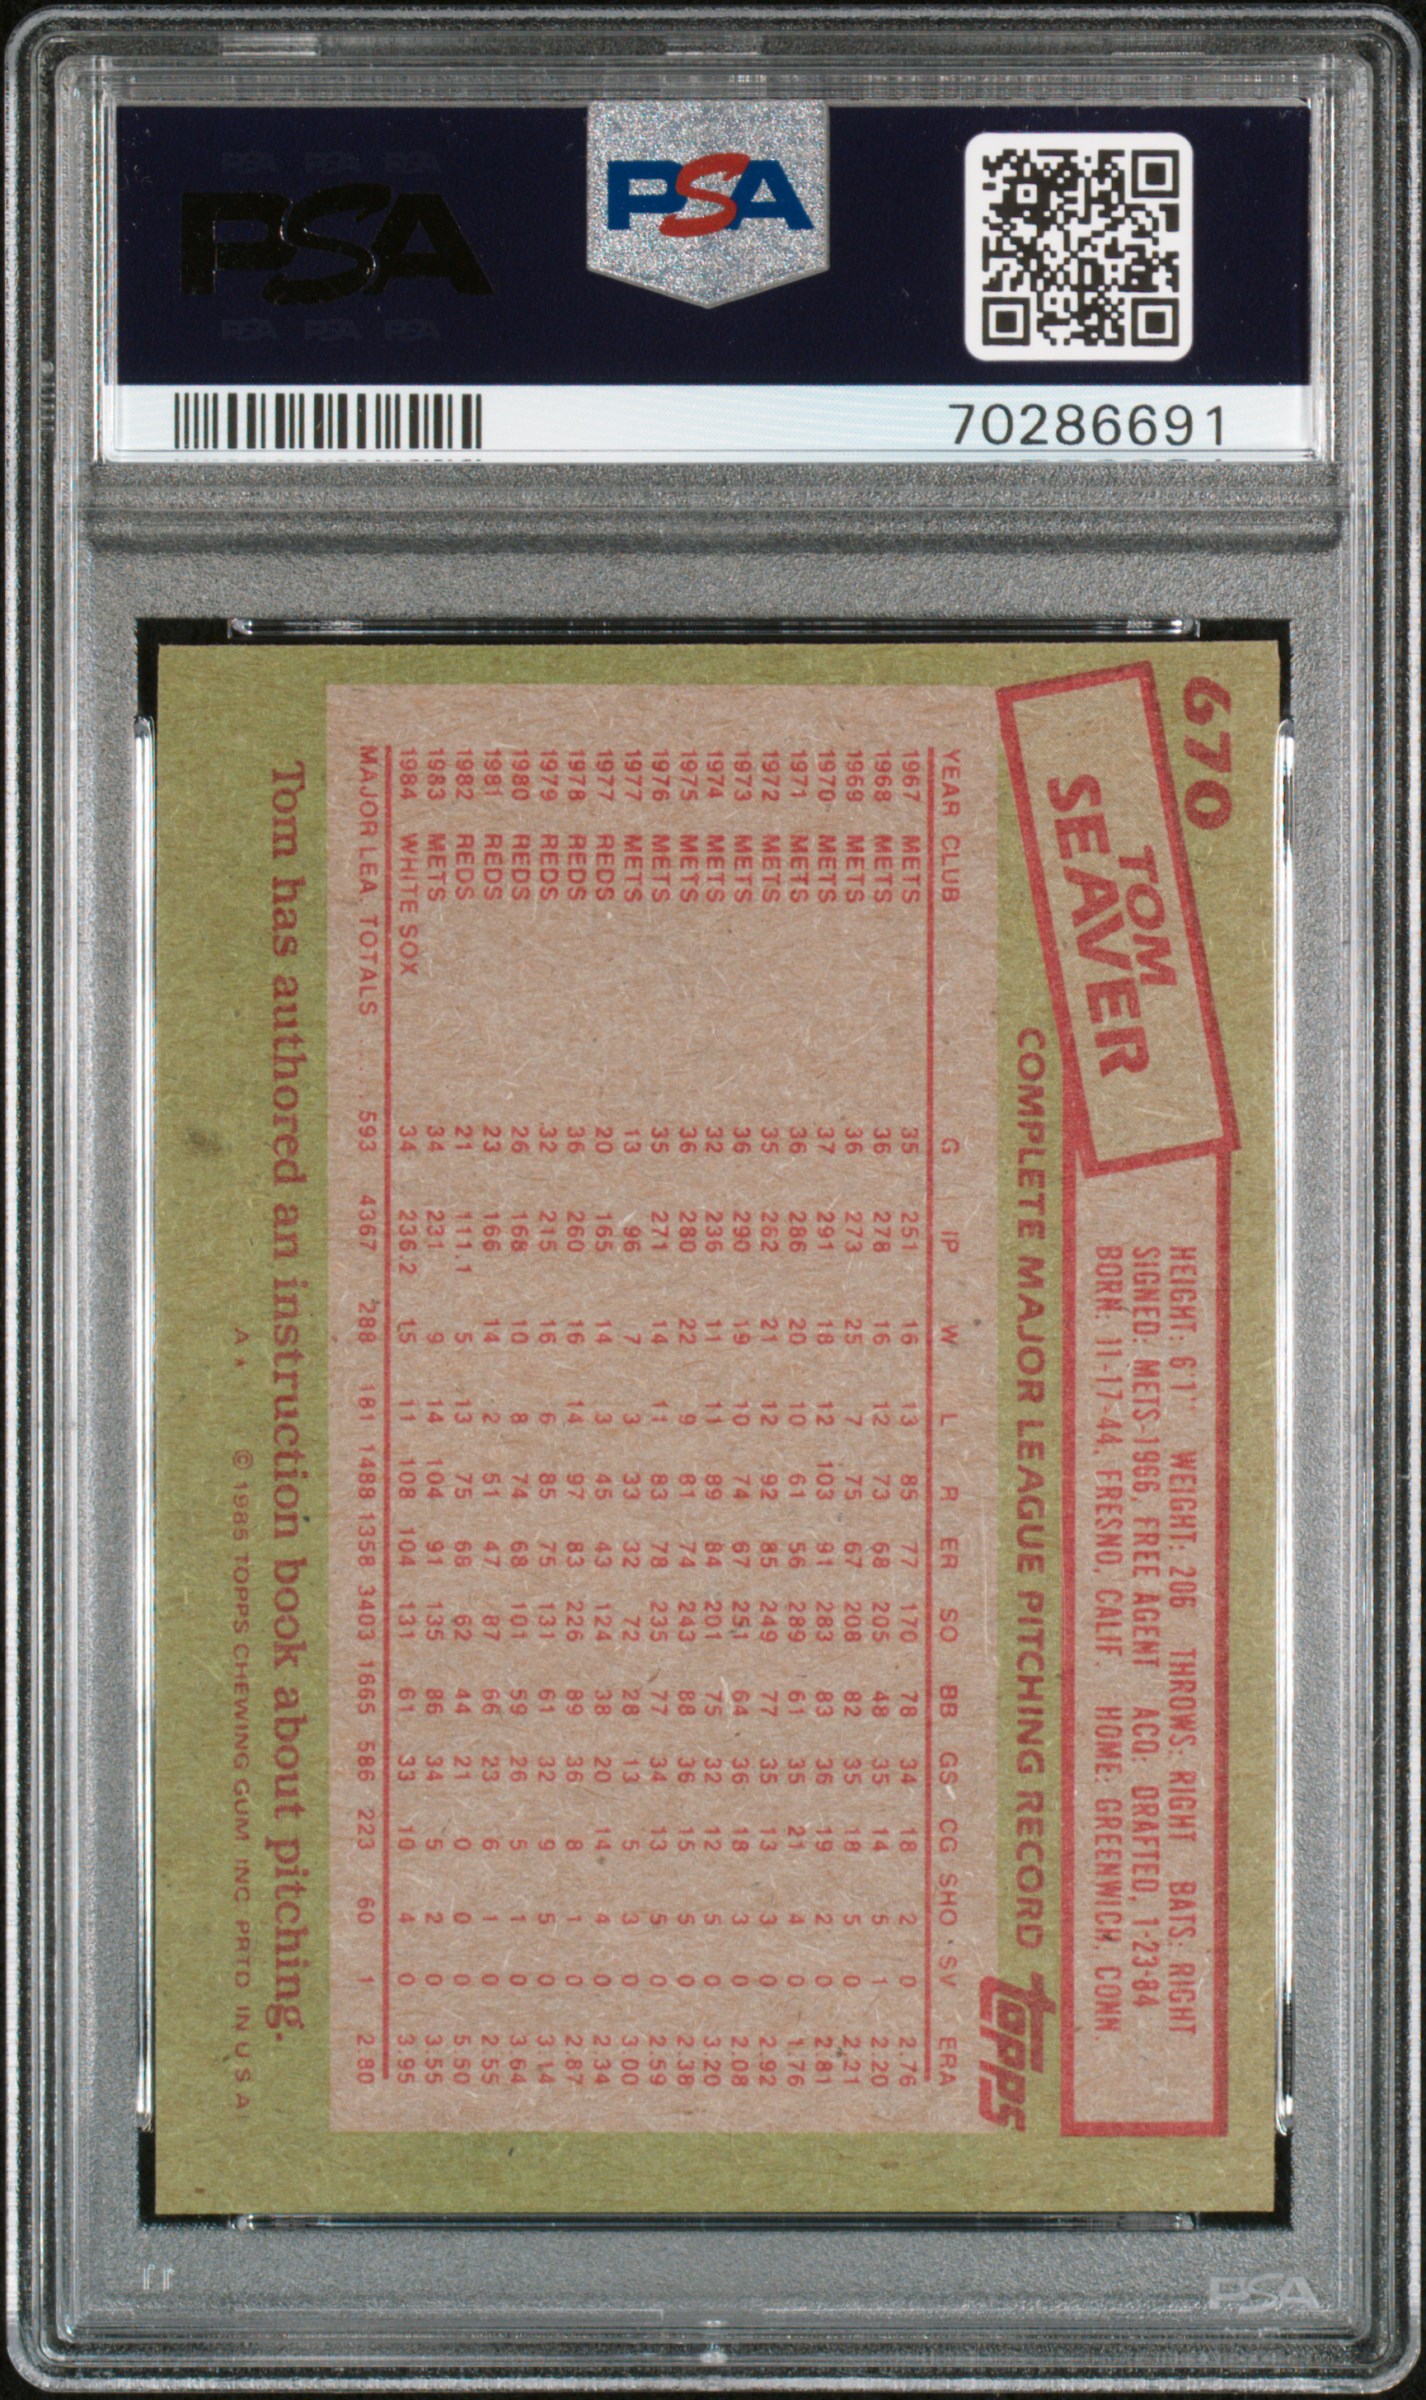 PSA PSA PSA
PSA
PSA PSA PSA
PSA
70286691
670
TOM
SEAVER
HEIGHT: 6'1" WEIGHT: 206 THROWS: RIGHT BATS: RIGHT
SIGNED: METS-1966, FREE AGENT ACQ: DRAFTED, 1-23-84
BORN: 11-17-44, FRESNO, CALIF. HOME: GREENWICH, CONN.
COMPLETE MAJOR LEAGUE PITCHING RECORD
topps
YEAR CLUB G IP W L R ER SO BB GS CG SHO SV ERA
1967 METS 35 251 16 13 85 77 170 78 34 18 2 0 2.76
1968 METS 36 278 16 12 73 68 205 48 35 14 5 1 2.20
1969 METS 36 273 25 7 75 67 208 82 35 18 5 0 2.21
1970 METS 37 291 18 12 103 91 283 83 36 19 2 0 2.81
1971 METS 36 286 20 10 61 56 289 61 35 21 4 0 1.76
1972 METS 35 262 21 12 92 85 249 77 35 13 3 0 2.92
1973 METS 36 290 19 10 74 67 251 64 36 18 3 0 2.08
1974 METS 32 236 11 11 89 84 201 75 32 12 5 0 3.20
1975 METS 36 280 22 9 81 74 243 88 36 15 5 0 2.38
1976 METS 35 271 14 11 83 78 235 77 34 13 5 0 2.59
1977 METS 13 96 7 3 33 32 72 28 13 5 3 0 3.00
1977 REDS 20 165 14 3 45 43 124 38 20 14 4 0 2.34
1978 REDS 36 260 16 14 97 83 226 89 36 8 1 0 2.87
1979 REDS 32 215 16 6 85 75 131 61 32 9 5 0 3.14
1980 REDS 26 168 10 8 74 68 101 59 26 5 1 0 3.64
1981 REDS 23 166 14 2 51 47 87 66 23 6 1 0 2.55
1982 REDS 21 111.1 5 13 75 68 62 44 21 0 0 0 5.50
1983 METS 34 231 9 14 104 91 135 86 34 5 2 0 3.55
1984 WHITE SOX 34 236.2 15 11 108 104 131 61 33 10 4 0 3.95
MAJOR LEA. TOTALS .... 593 4367 288 181 1488 1358 3403 1665 586 223 60 1 2.80
Tom has authored an instruction book about pitching.
A★ © 1985 TOPPS CHEWING GUM, INC. PRTD. IN U.S.A.
PSA